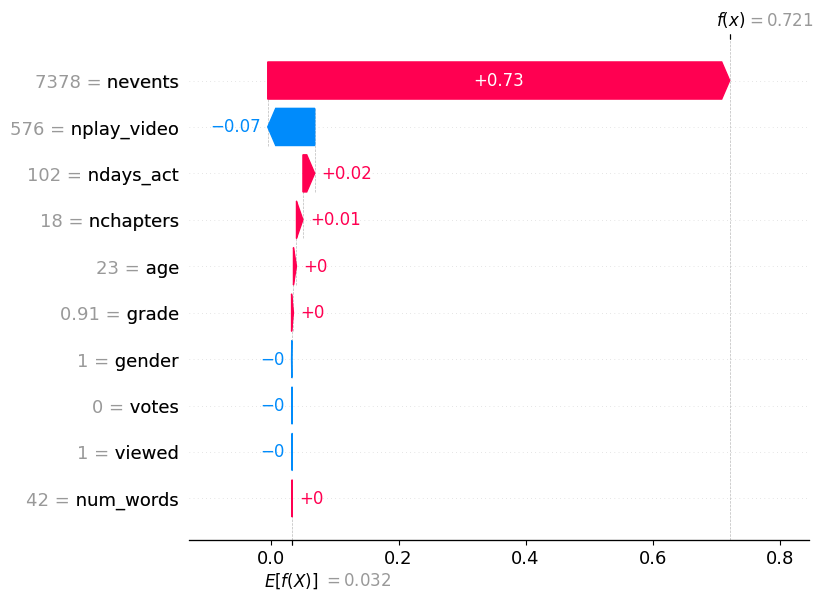 f(x) = 0.721
7378 = nevents +0.73
576 = nplay_video −0.07
102 = ndays_act +0.02
18 = nchapters +0.01
23 = age +0
0.91 = grade +0
1 = gender −0
0 = votes −0
1 = viewed −0
42 = num_words +0
0.0 0.2 0.4 0.6 0.8
E[f(X)] = 0.032